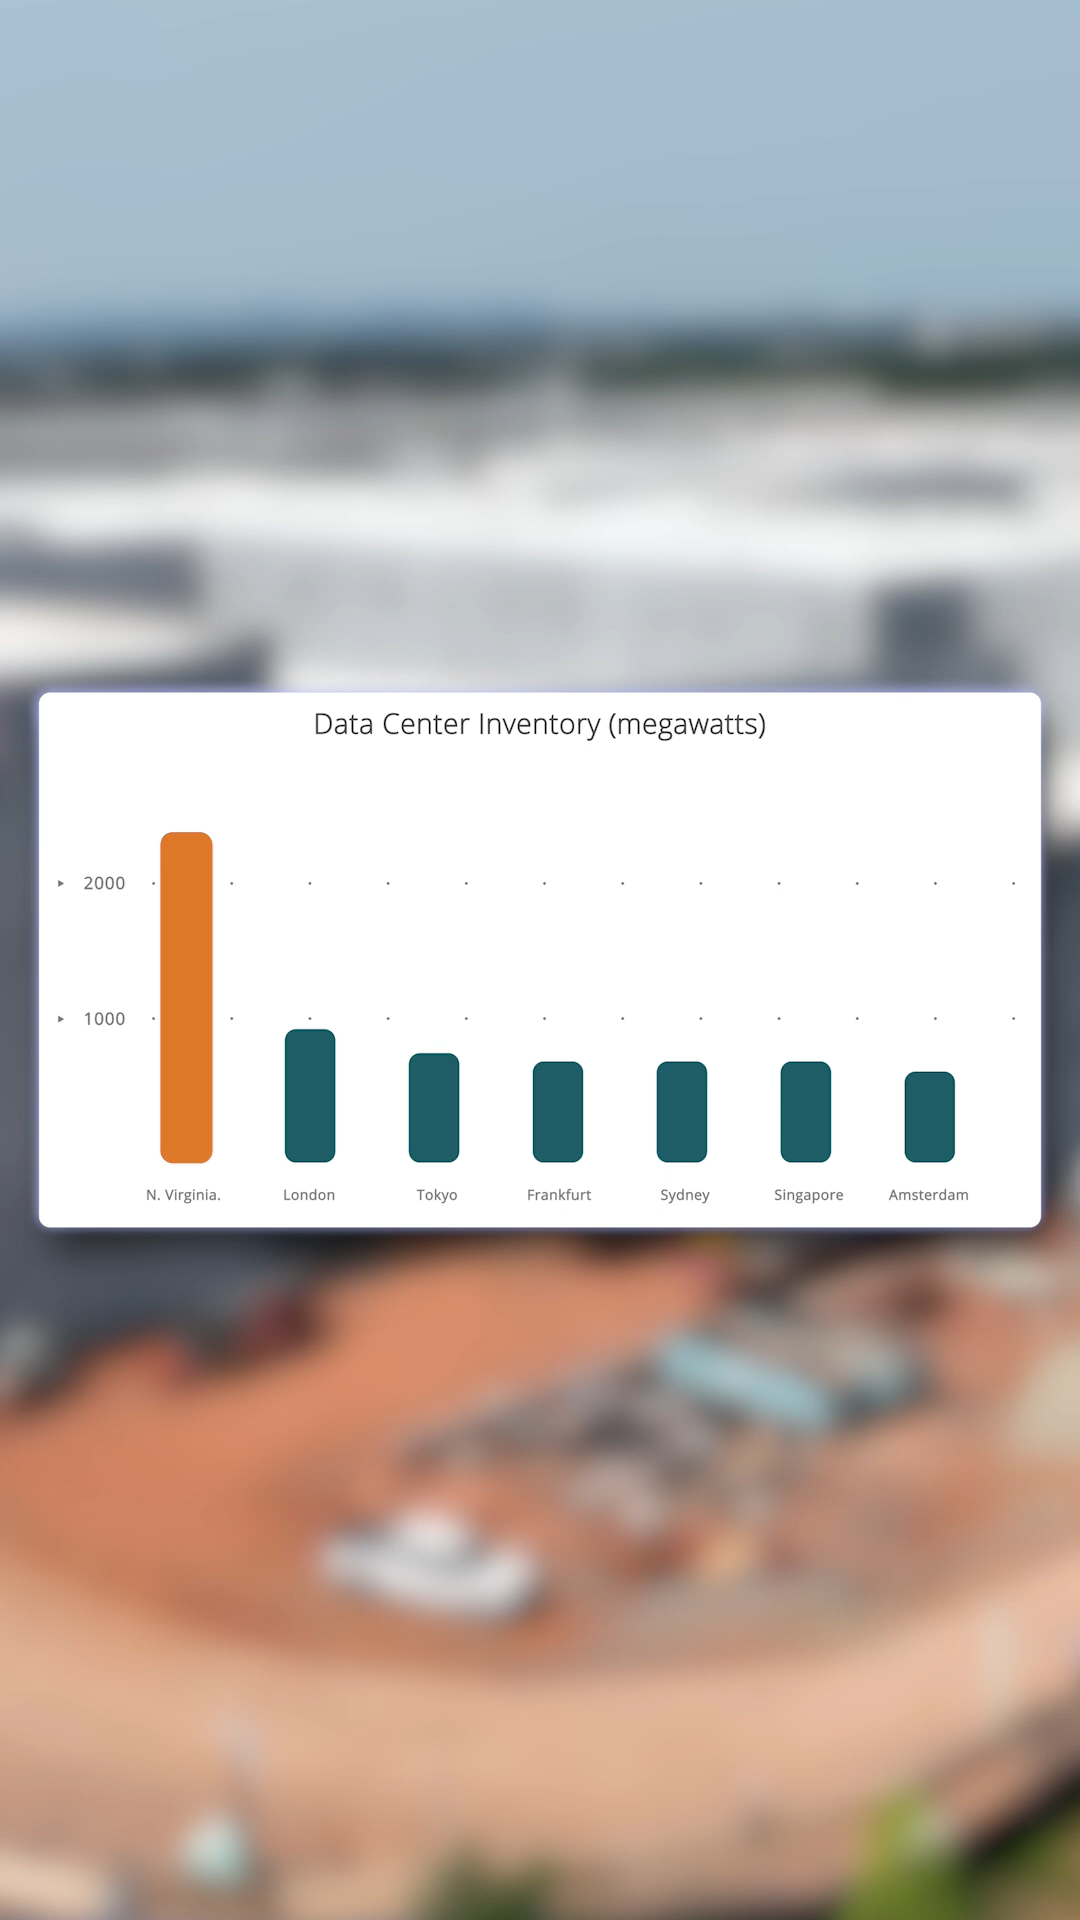 Data Center Inventory (megawatts)
2000
1000
N. Virginia. London Tokyo Frankfurt Sydney Singapore Amsterdam